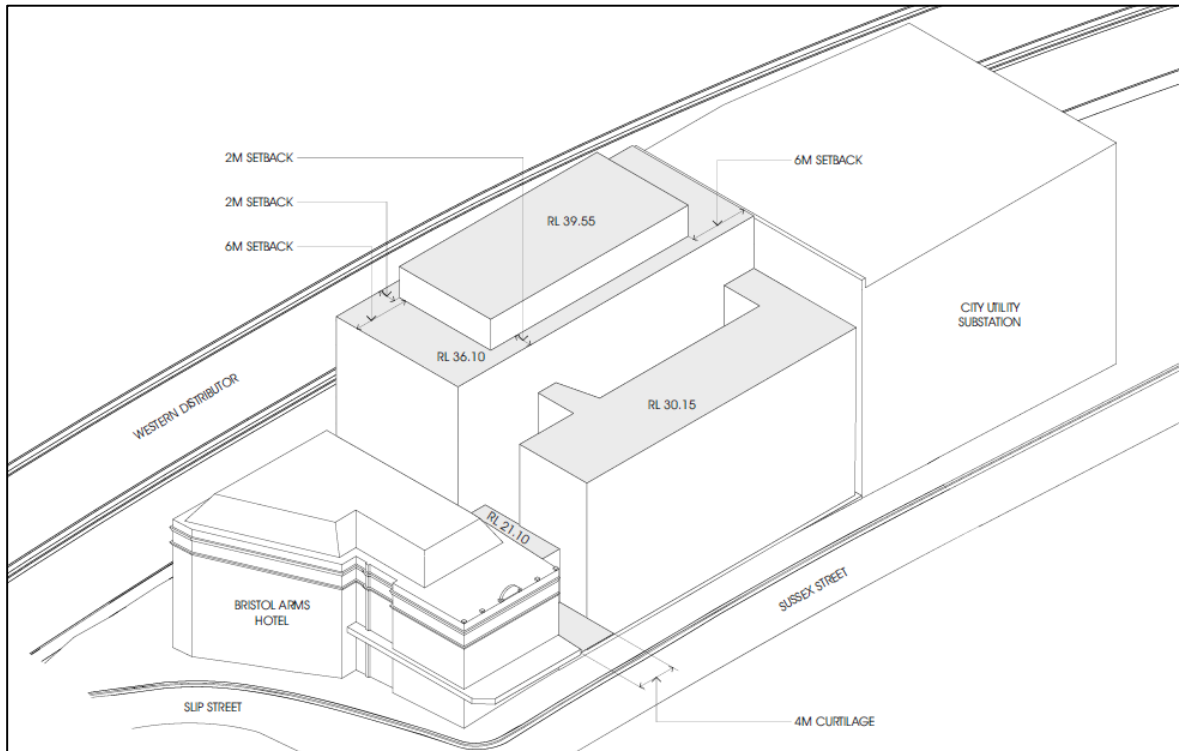 2M SETBACK
6M SETBACK
2M SETBACK
RL 39.55
6M SETBACK
CITY UTILITY
SUBSTATION
RL 36.10
WESTERN DISTRIBUTOR
RL 30.15
RL 21.10
SUSSEX STREET
BRISTOL ARMS
HOTEL
SLIP STREET
4M CURTILAGE